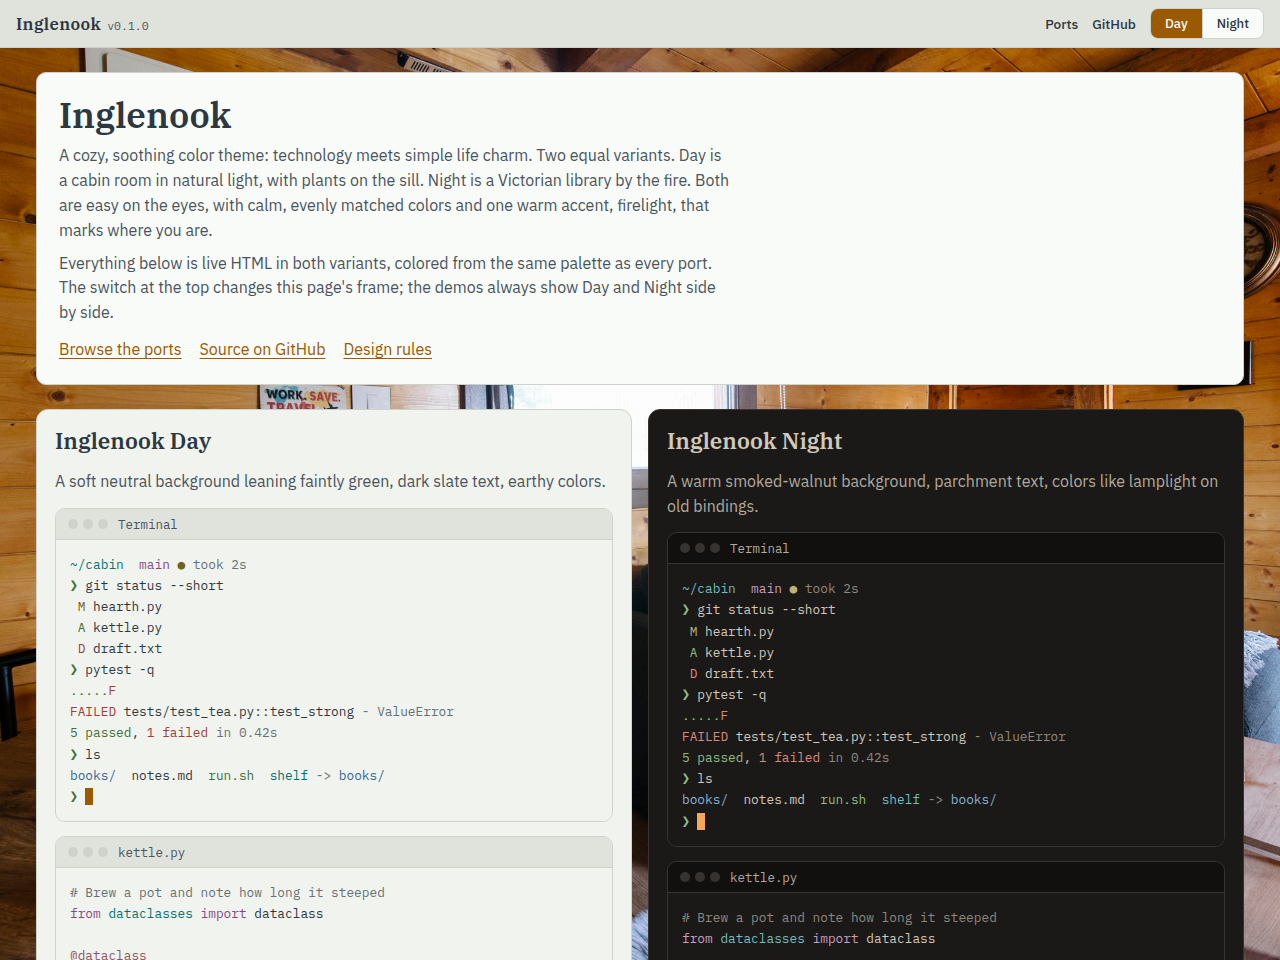 Inglenook v0.1.0
Ports GitHub Day Night
Inglenook
A cozy, soothing color theme: technology meets simple life charm. Two equal variants. Day is
a cabin room in natural light, with plants on the sill. Night is a Victorian library by the fire. Both
are easy on the eyes, with calm, evenly matched colors and one warm accent, firelight, that
marks where you are.
Everything below is live HTML in both variants, colored from the same palette as every port.
The switch at the top changes this page's frame; the demos always show Day and Night side
by side.
Browse the ports Source on GitHub Design rules
WORK. SAVE.
TRAVEL.
Inglenook Day
A soft neutral background leaning faintly green, dark slate text, earthy colors.
Terminal
~/cabin main ● took 2s
❯ git status --short
M hearth.py
A kettle.py
D draft.txt
❯ pytest -q
.....F
FAILED tests/test_tea.py::test_strong - ValueError
5 passed, 1 failed in 0.42s
❯ ls
books/ notes.md run.sh shelf -> books/
❯
kettle.py
# Brew a pot and note how long it steeped
from dataclasses import dataclass
@dataclass
Inglenook Night
A warm smoked-walnut background, parchment text, colors like lamplight on
old bindings.
Terminal
~/cabin main ● took 2s
❯ git status --short
M hearth.py
A kettle.py
D draft.txt
❯ pytest -q
.....F
FAILED tests/test_tea.py::test_strong - ValueError
5 passed, 1 failed in 0.42s
❯ ls
books/ notes.md run.sh shelf -> books/
❯
kettle.py
# Brew a pot and note how long it steeped
from dataclasses import dataclass